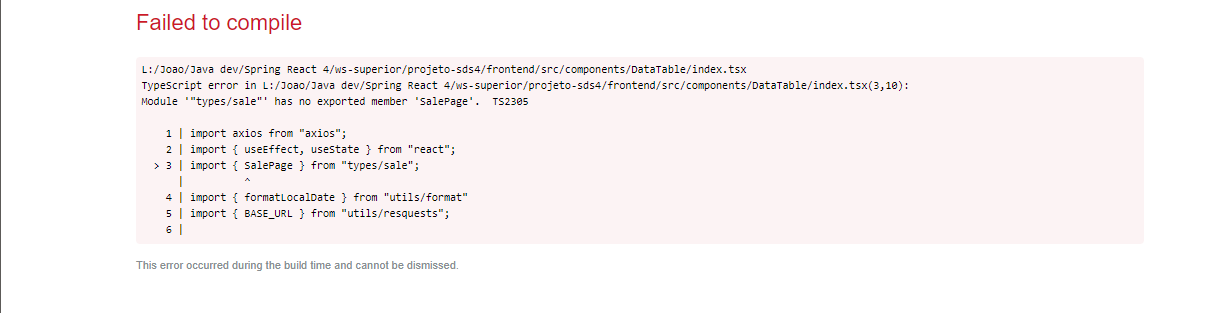 Failed to compile
L:/Joao/Java dev/Spring React 4/ws-superior/projeto-sds4/frontend/src/components/DataTable/index.tsx
TypeScript error in L:/Joao/Java dev/Spring React 4/ws-superior/projeto-sds4/frontend/src/components/DataTable/index.tsx(3,10):
Module '"types/sale"' has no exported member 'SalePage'.  TS2305
1 | import axios from "axios";
2 | import { useEffect, useState } from "react";
> 3 | import { SalePage } from "types/sale";
|          ^
4 | import { formatLocalDate } from "utils/format"
5 | import { BASE_URL } from "utils/resquests";
6 |
This error occurred during the build time and cannot be dismissed.